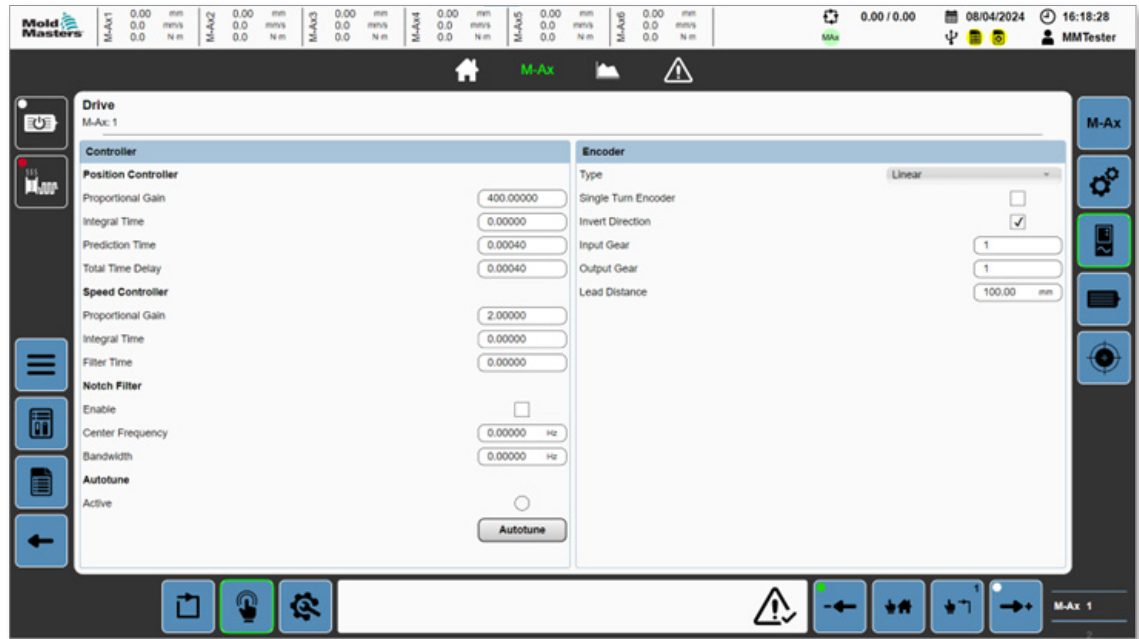 Mold
Masters
M-Ax1 0.00 mm
0.0 mm/s
0.0 N·m
M-Ax2 0.00 mm
0.0 mm/s
0.0 N·m
M-Ax3 0.00 mm
0.0 mm/s
0.0 N·m
M-Ax4 0.00 mm
0.0 mm/s
0.0 N·m
M-Ax5 0.00 mm
0.0 mm/s
0.0 N·m
M-Ax6 0.00 mm
0.0 mm/s
0.0 N·m
MAx
0.00 / 0.00
08/04/2024
16:18:28
MMTester
M-Ax
Drive
M-Ax: 1
Controller
Position Controller
Proportional Gain 400.00000
Integral Time 0.00000
Prediction Time 0.00040
Total Time Delay 0.00040
Speed Controller
Proportional Gain 2.00000
Integral Time 0.00000
Filter Time 0.00000
Notch Filter
Enable
Center Frequency 0.00000 Hz
Bandwidth 0.00000 Hz
Autotune
Active
Autotune
Encoder
Type Linear
Single Turn Encoder
Invert Direction
Input Gear 1
Output Gear 1
Lead Distance 100.00 mm
M-Ax
1
M-Ax 1
2